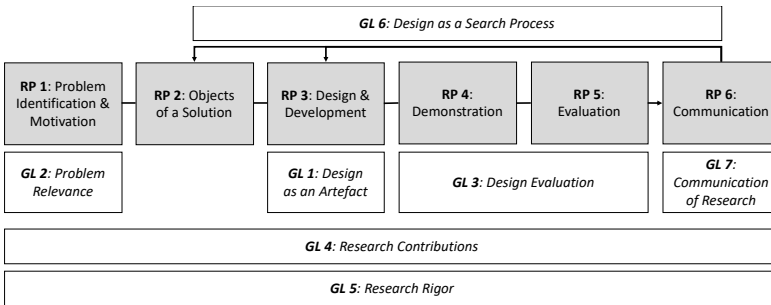 GL 6: Design as a Search Process
RP 1: Problem
Identification &
Motivation
RP 2: Objects
of a Solution
RP 3: Design &
Development
RP 4:
Demonstration
RP 5:
Evaluation
RP 6:
Communication
GL 2: Problem
Relevance
GL 1: Design
as an Artefact
GL 3: Design Evaluation
GL 7:
Communication
of Research
GL 4: Research Contributions
GL 5: Research Rigor